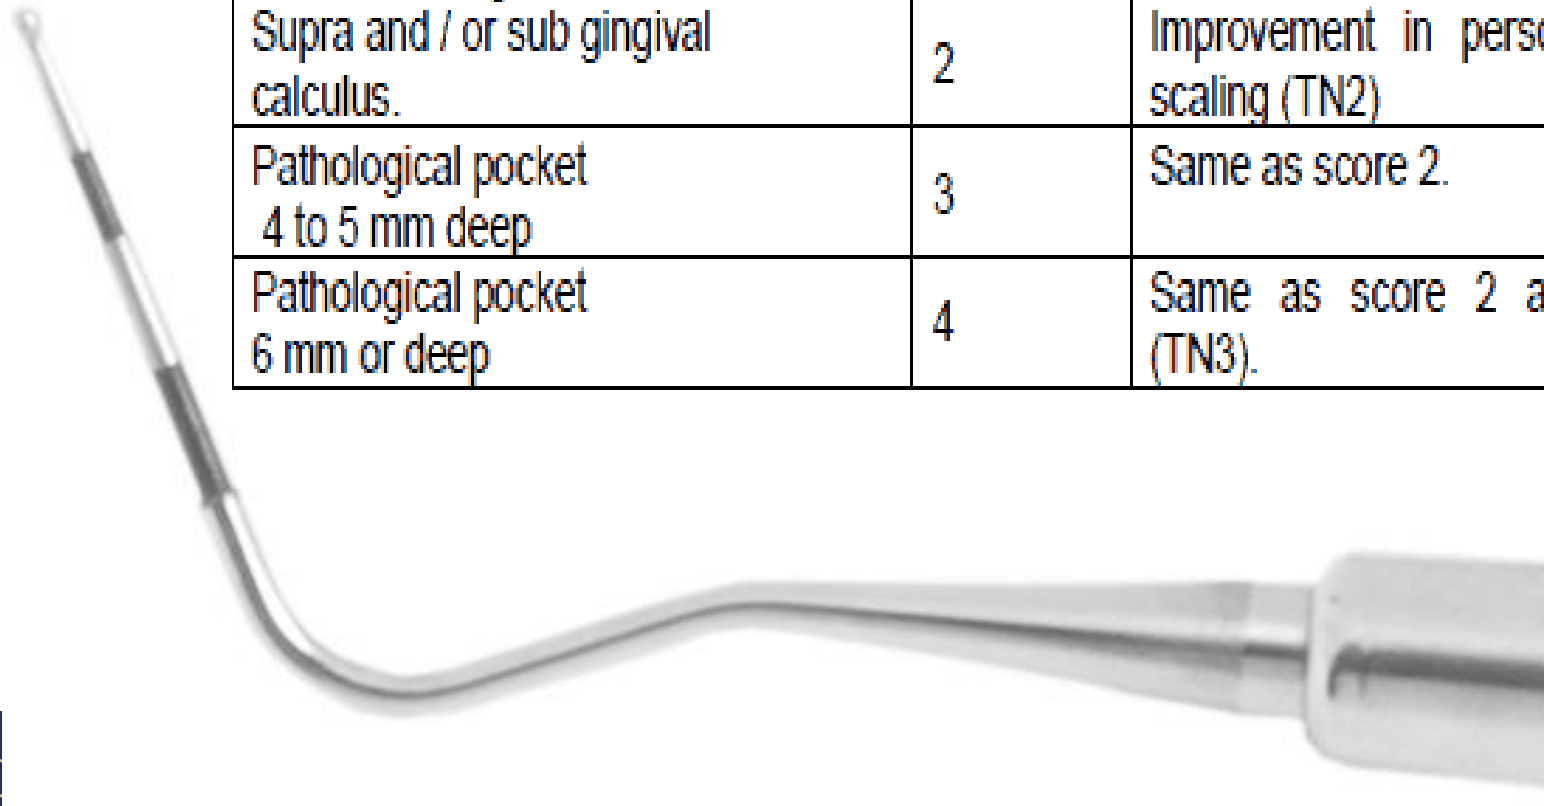 Supra and / or sub gingival
calculus.
2
Improvement in
scaling (TN2)
Pathological pocket
4 to 5 mm deep
3
Same as score 2.
Pathological pocket
6 mm or deep
4
Same as score 2
(TN3).